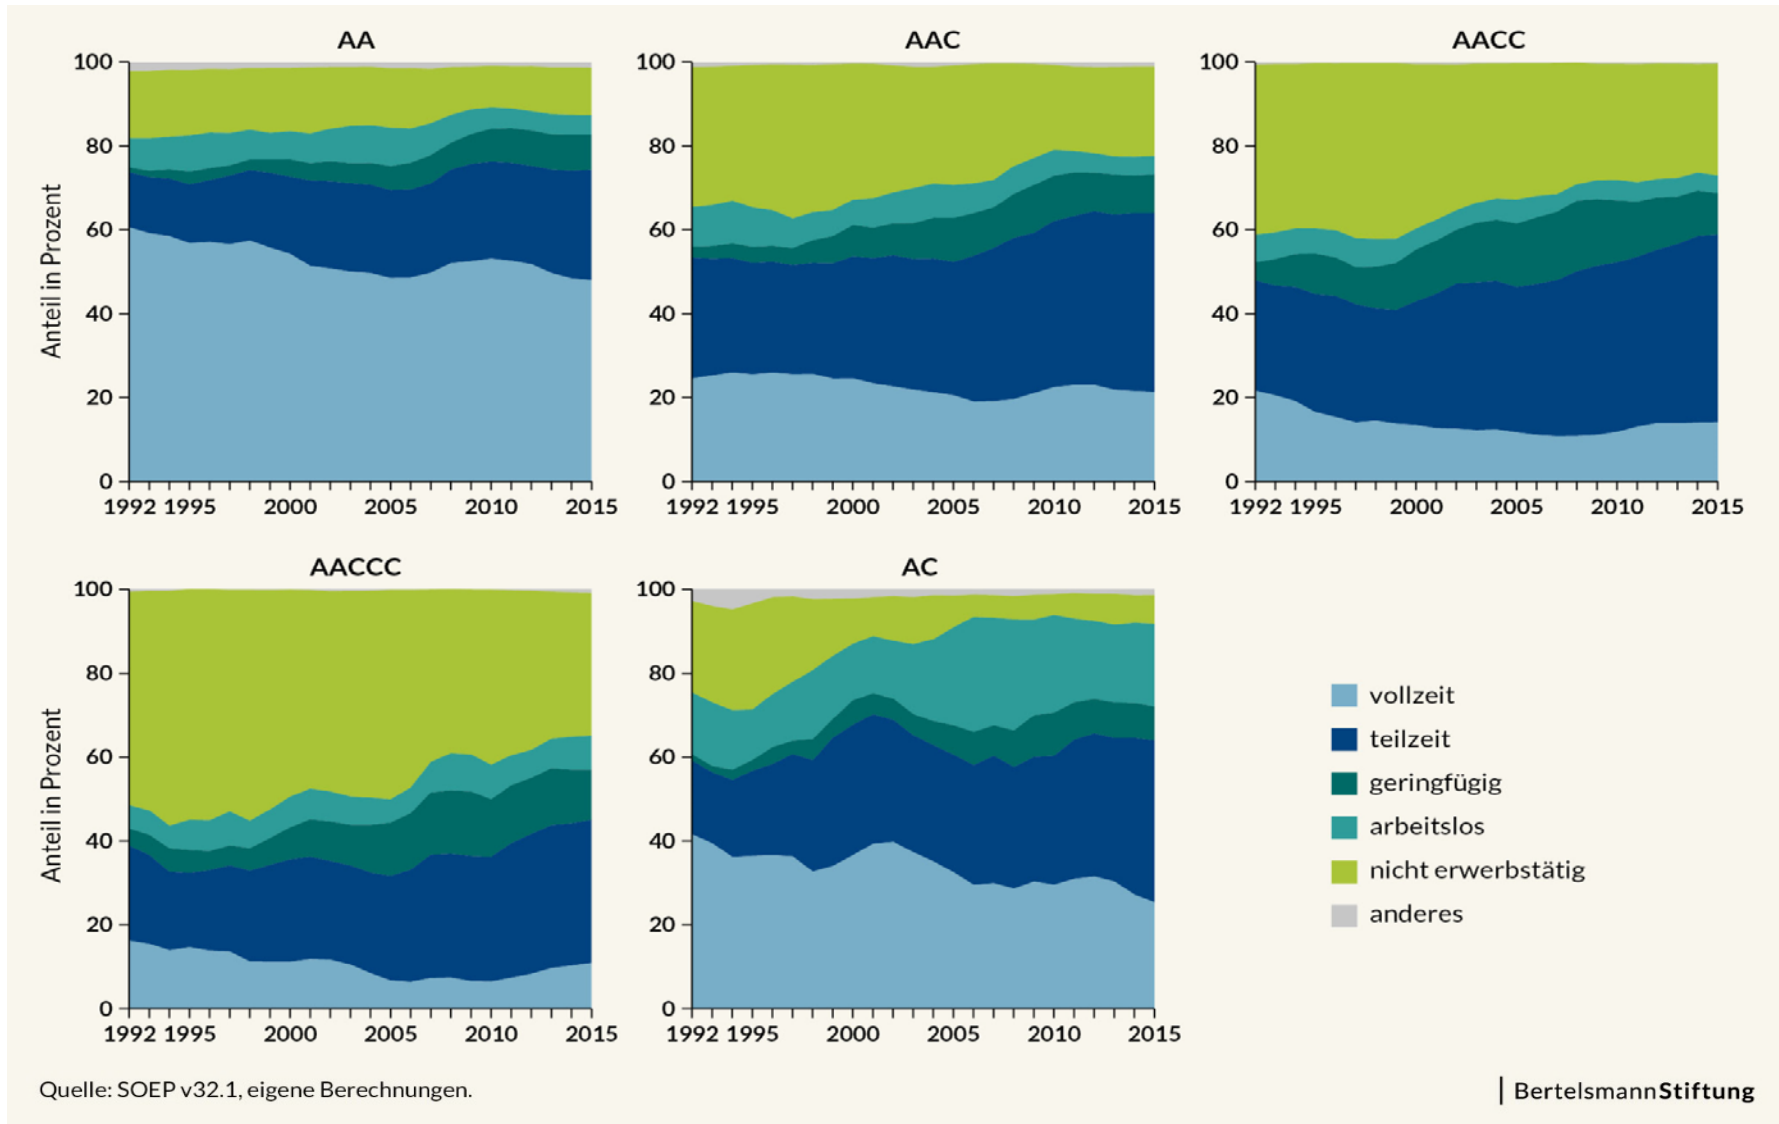 AA
AAC
AACC
100
80
60
40
20
0
Anteil in Prozent
1992 1995 2000 2005 2010 2015
100
80
60
40
20
0
1992 1995 2000 2005 2010 2015
100
80
60
40
20
0
1992 1995 2000 2005 2010 2015
AACCC
AC
100
80
60
40
20
0
Anteil in Prozent
1992 1995 2000 2005 2010 2015
100
80
60
40
20
0
1992 1995 2000 2005 2010 2015
vollzeit
teilzeit
geringfügig
arbeitslos
nicht erwerbstätig
anderes
Quelle: SOEP v32.1, eigene Berechnungen.
| BertelsmannStiftung